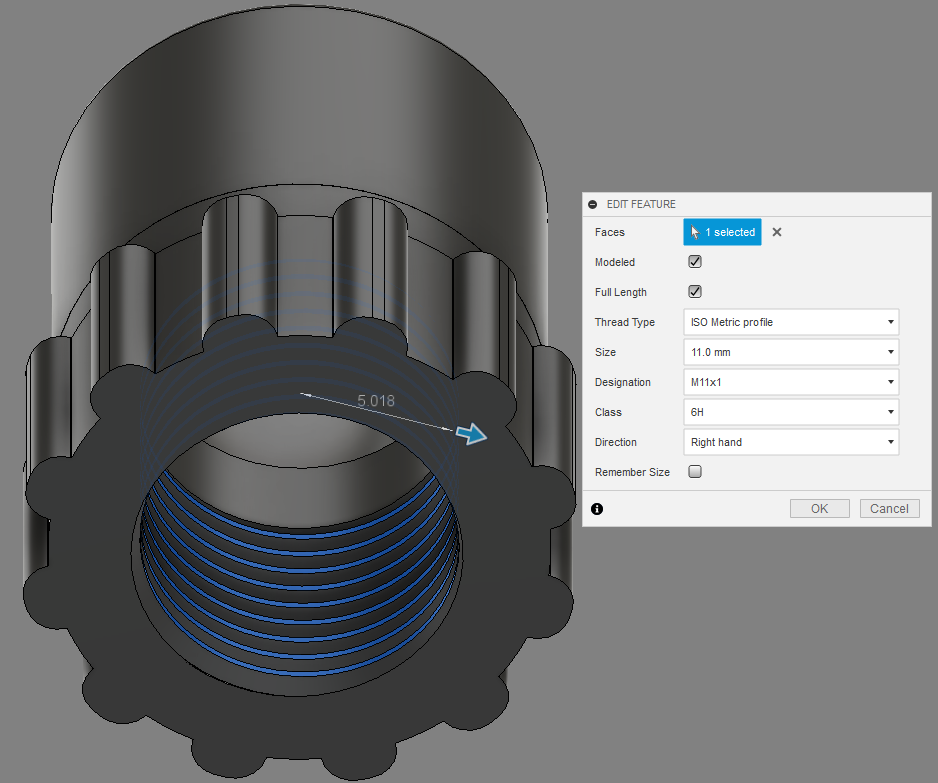 EDIT FEATURE
Faces 1 selected
Modeled
Full Length
Thread Type ISO Metric profile
Size 11.0 mm
Designation M11x1
5.018
Class 6H
Direction Right hand
Remember Size
OK Cancel